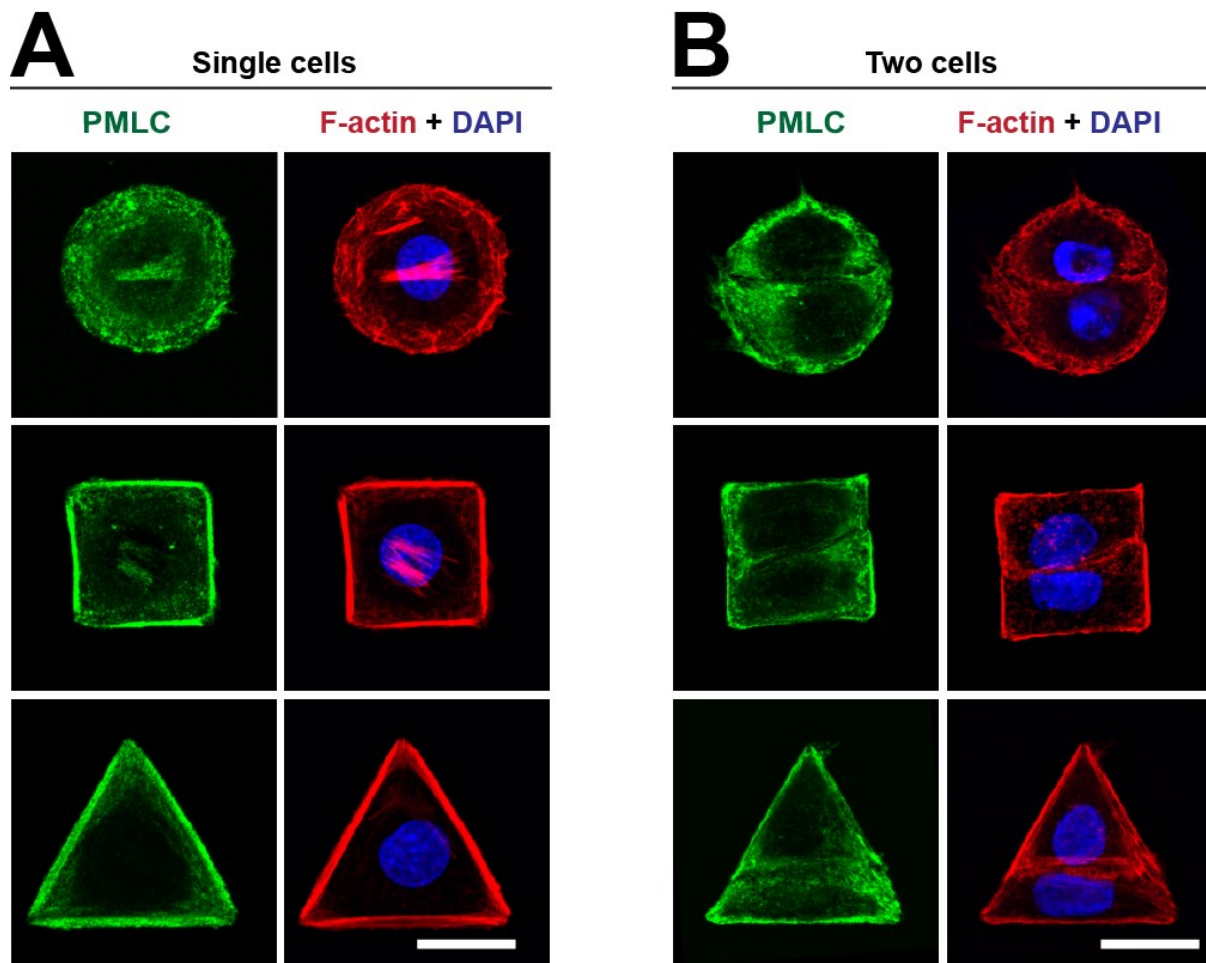 A
Single cells
PMLC
F-actin + DAPI
B
Two cells
PMLC
F-actin + DAPI